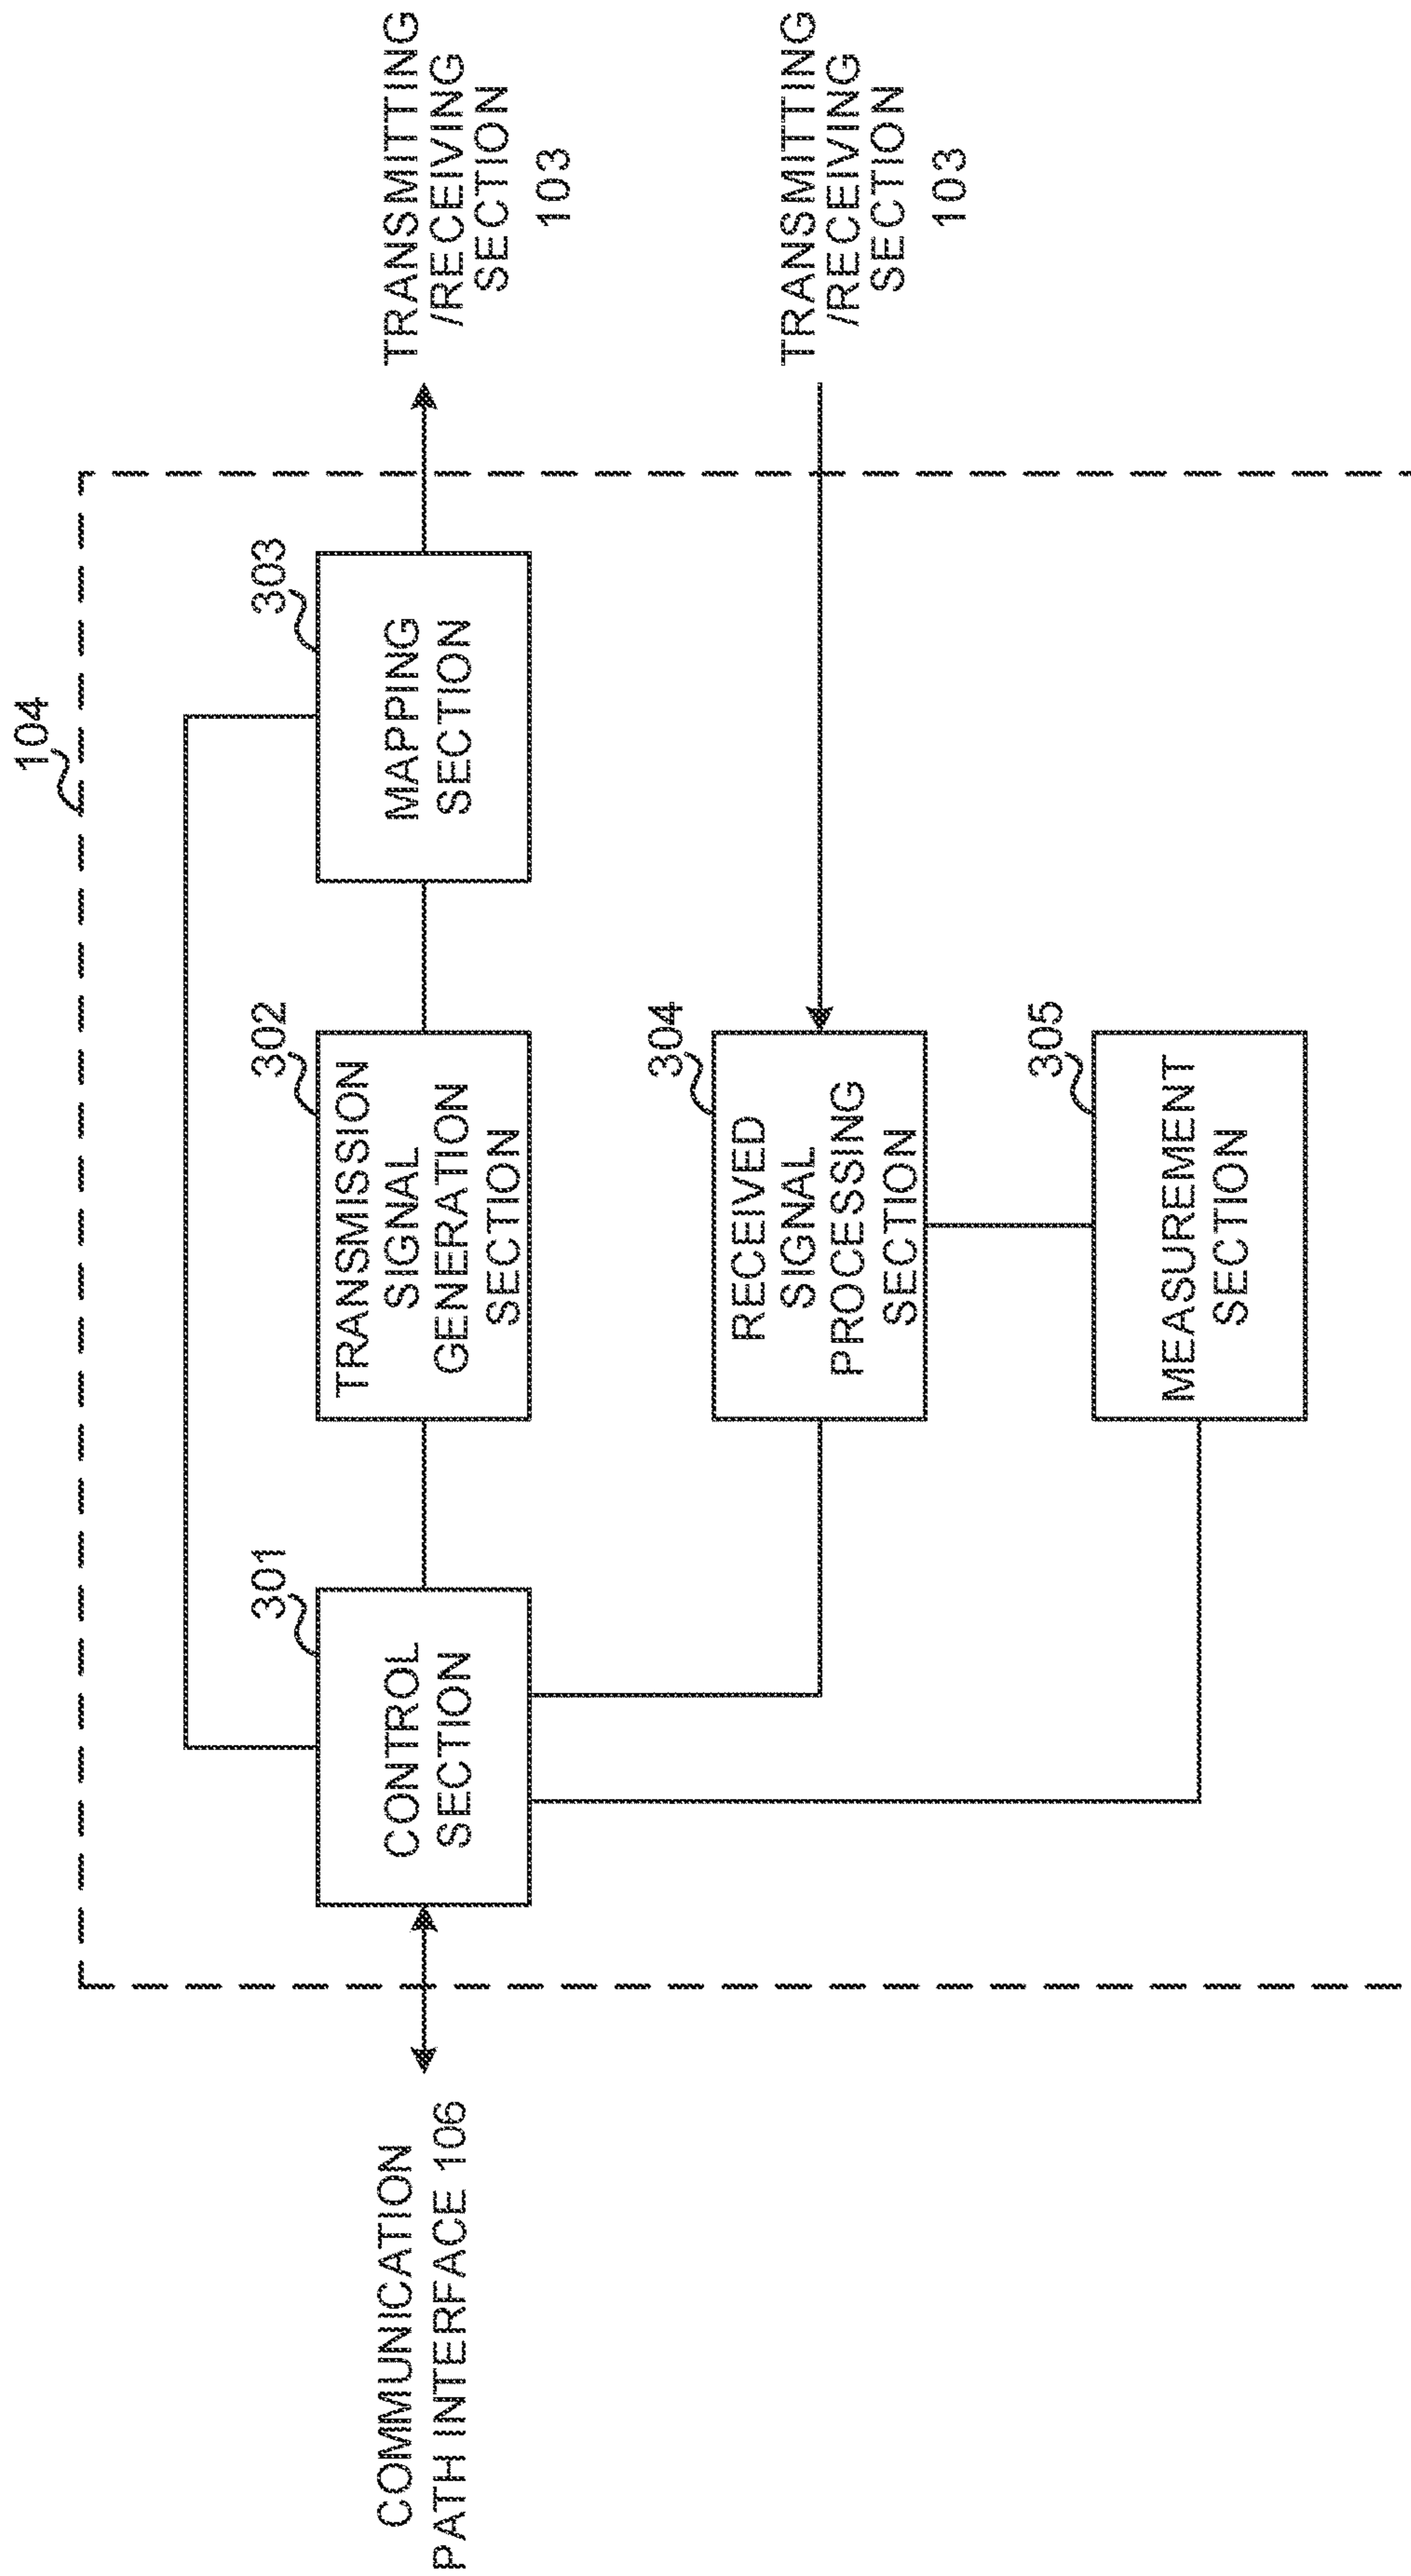 104
301
302
303
COMMUNICATION
PATH INTERFACE 106
CONTROL
SECTION
TRANSMISSION
SIGNAL
GENERATION
SECTION
MAPPING
SECTION
TRANSMITTING
/RECEIVING
SECTION
103
304
RECEIVED
SIGNAL
PROCESSING
SECTION
TRANSMITTING
/RECEIVING
SECTION
103
305
MEASUREMENT
SECTION